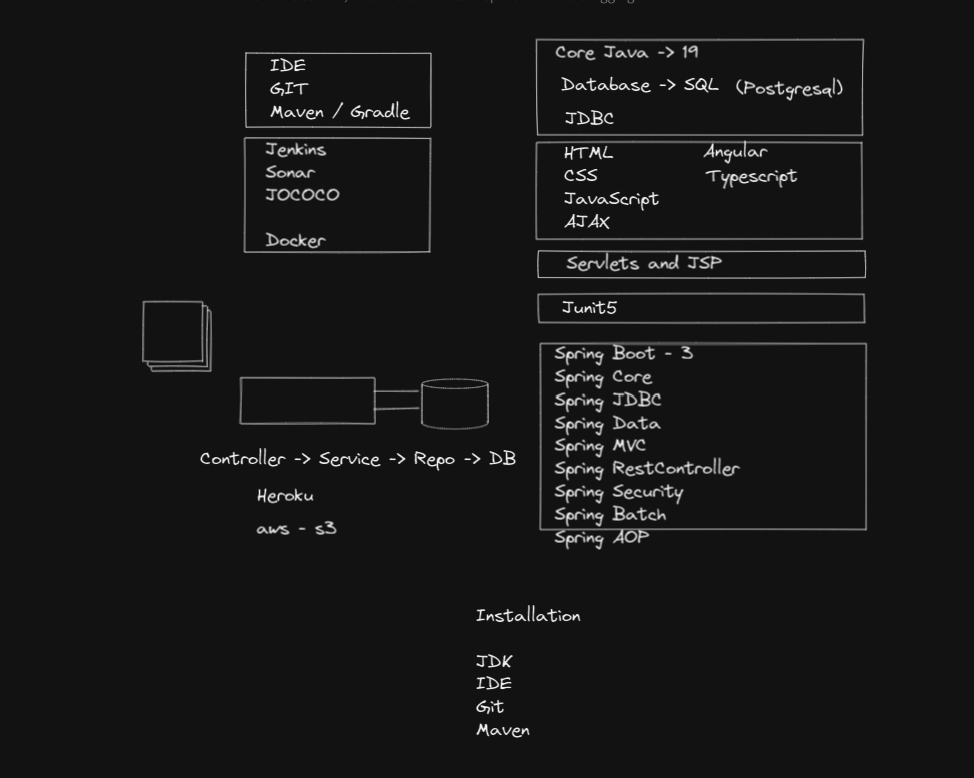 IDE
GIT
Maven / Gradle
Jenkins
Sonar
JOCOCO
Docker
Core Java -> 19
Database -> SQL (Postgresql)
JDBC
HTML Angular
CSS Typescript
JavaScript
AJAX
Servlets and JSP
Junit5
Spring Boot - 3
Spring Core
Spring JDBC
Spring Data
Spring MVC
Spring RestController
Spring Security
Spring Batch
Spring AOP
Controller -> Service -> Repo -> DB
Heroku
aws - s3
Installation
JDK
IDE
Git
Maven